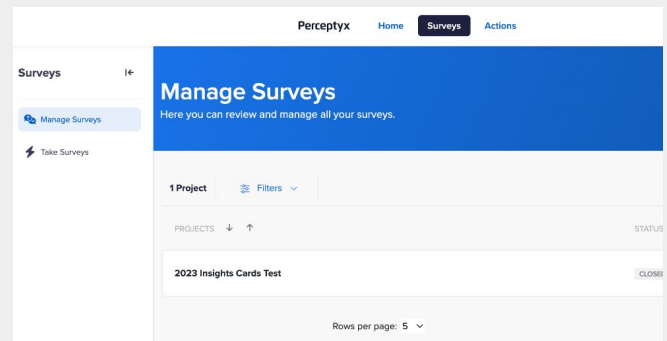 Perceptyx Home Surveys Actions
Surveys
Manage Surveys
Take Surveys
Manage Surveys
Here you can review and manage all your surveys.
1 Project Filters
PROJECTS STATUS
2023 Insights Cards Test CLOSED
Rows per page: 5